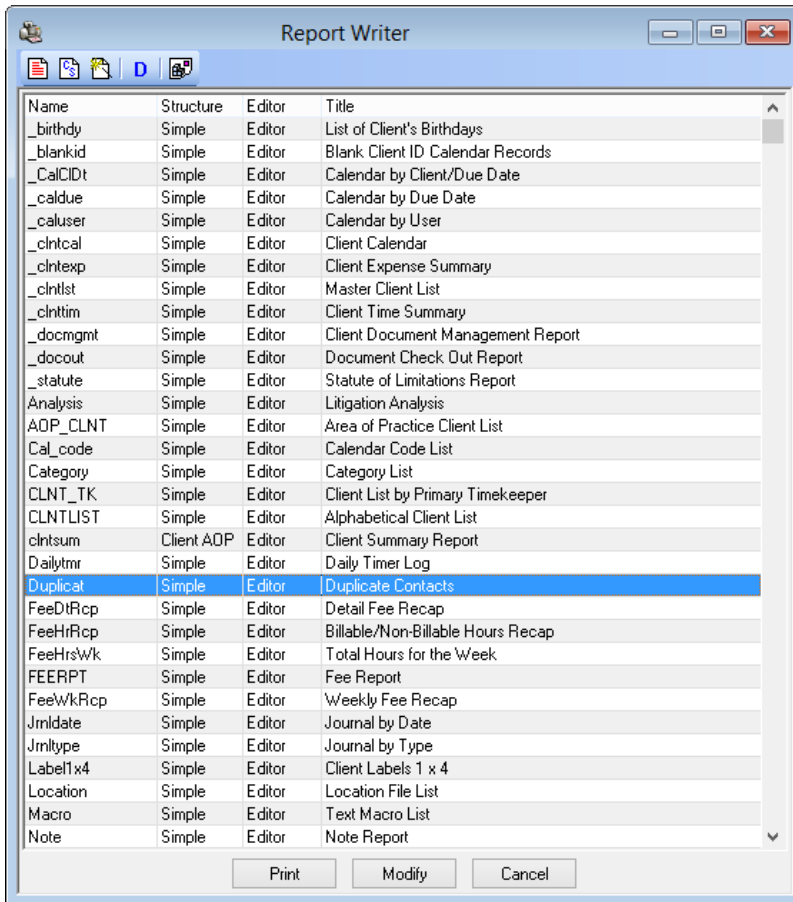 Report Writer
D
Name Structure Editor Title
_birthdy Simple Editor List of Client's Birthdays
_blankid Simple Editor Blank Client ID Calendar Records
_CalClDt Simple Editor Calendar by Client/Due Date
_caldue Simple Editor Calendar by Due Date
_caluser Simple Editor Calendar by User
_clntcal Simple Editor Client Calendar
_clntexp Simple Editor Client Expense Summary
_clntlst Simple Editor Master Client List
_clnttim Simple Editor Client Time Summary
_docmgmt Simple Editor Client Document Management Report
_docout Simple Editor Document Check Out Report
_statute Simple Editor Statute of Limitations Report
Analysis Simple Editor Litigation Analysis
AOP_CLNT Simple Editor Area of Practice Client List
Cal_code Simple Editor Calendar Code List
Category Simple Editor Category List
CLNT_TK Simple Editor Client List by Primary Timekeeper
CLNTLIST Simple Editor Alphabetical Client List
clntsum Client AOP Editor Client Summary Report
Dailytmr Simple Editor Daily Timer Log
Duplicat Simple Editor Duplicate Contacts
FeeDtRcp Simple Editor Detail Fee Recap
FeeHrRcp Simple Editor Billable/Non-Billable Hours Recap
FeeHrsWk Simple Editor Total Hours for the Week
FEERPT Simple Editor Fee Report
FeeWkRcp Simple Editor Weekly Fee Recap
Jrnldate Simple Editor Journal by Date
Jrnltype Simple Editor Journal by Type
Label1x4 Simple Editor Client Labels 1 x 4
Location Simple Editor Location File List
Macro Simple Editor Text Macro List
Note Simple Editor Note Report
Print Modify Cancel